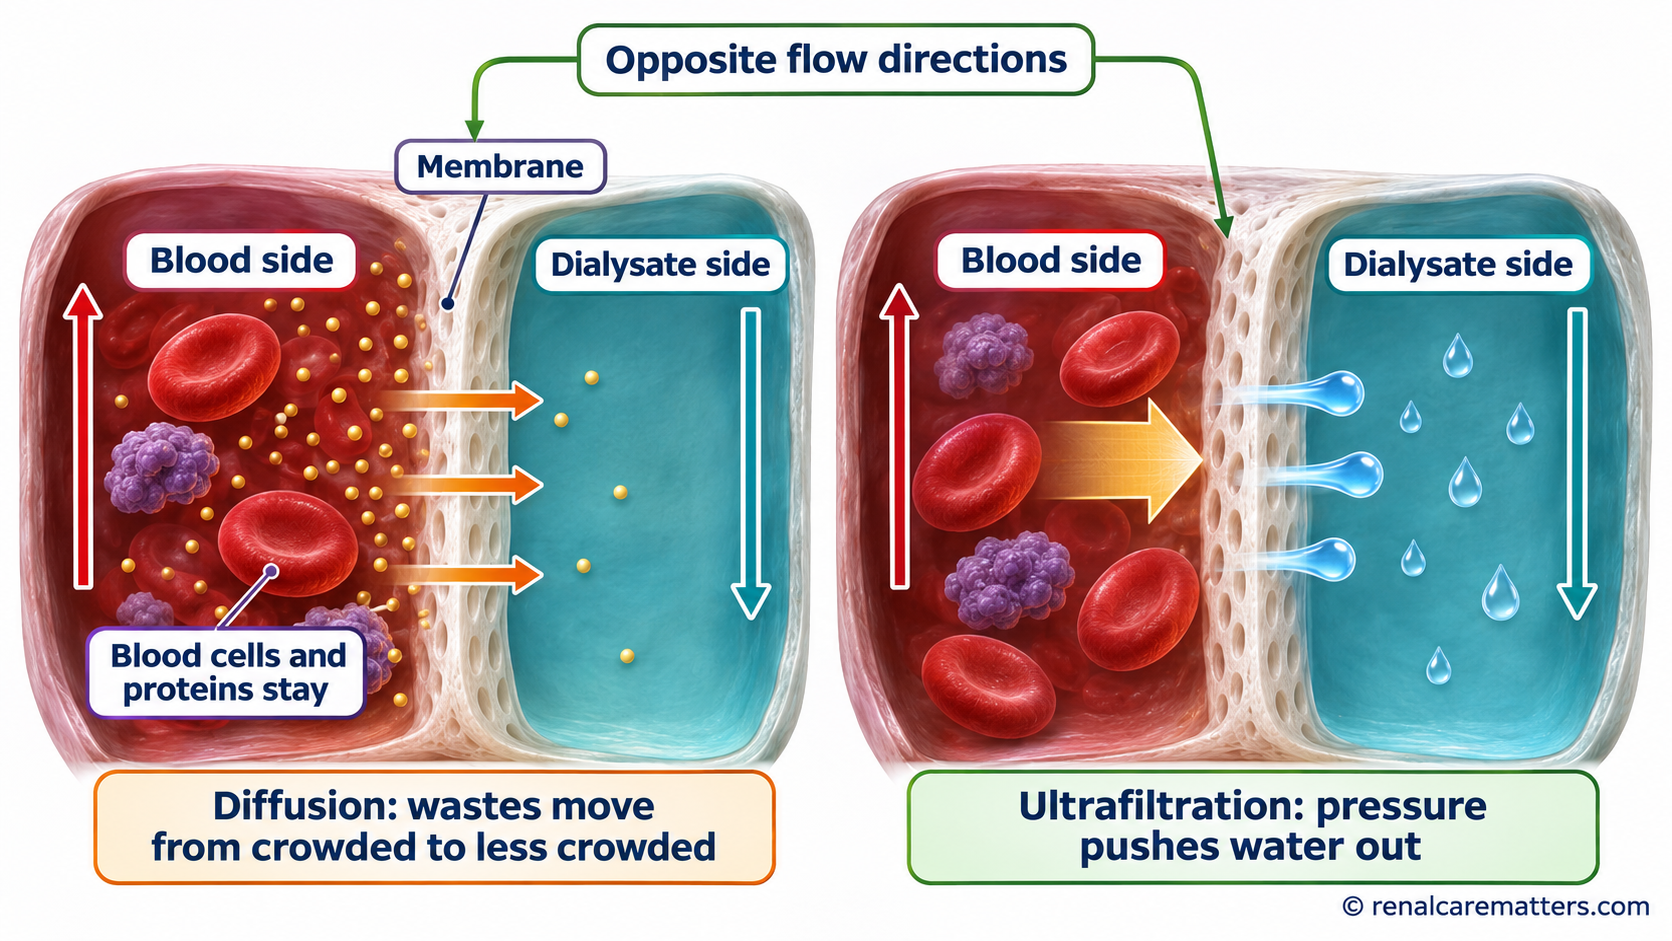 Opposite flow directions
Membrane
Blood side
Dialysate side
Blood cells and
proteins stay
Diffusion: wastes move
from crowded to less crowded
Blood side
Dialysate side
Ultrafiltration: pressure
pushes water out
© renalcarematters.com